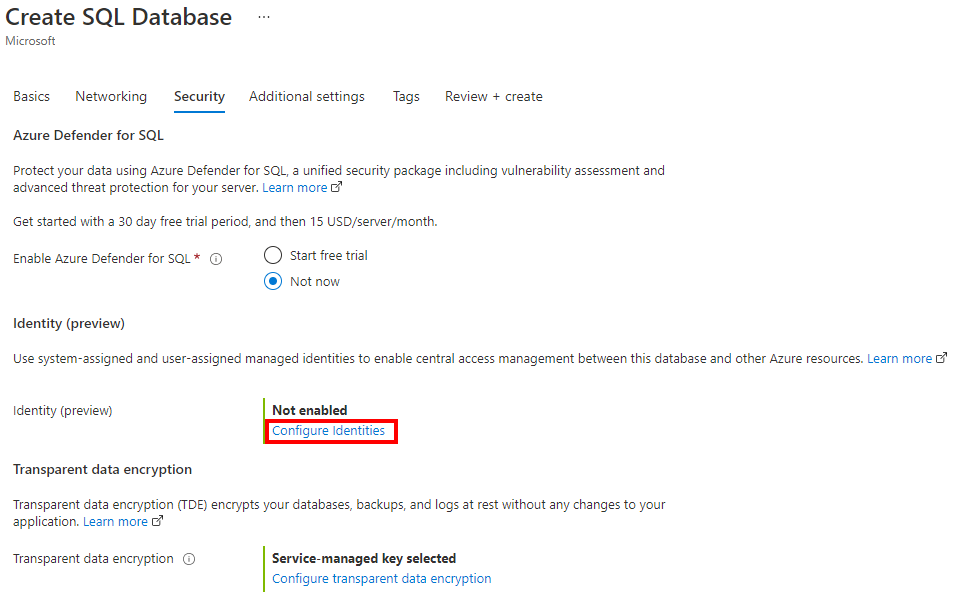 Create SQL Database ...
Microsoft
Basics Networking Security Additional settings Tags Review + create
Azure Defender for SQL
Protect your data using Azure Defender for SQL, a unified security package including vulnerability assessment and
advanced threat protection for your server. Learn more
Get started with a 30 day free trial period, and then 15 USD/server/month.
Enable Azure Defender for SQL *
Start free trial
Not now
Identity (preview)
Use system-assigned and user-assigned managed identities to enable central access management between this database and other Azure resources. Learn more
Identity (preview)
Not enabled
Configure Identities
Transparent data encryption
Transparent data encryption (TDE) encrypts your databases, backups, and logs at rest without any changes to your
application. Learn more
Transparent data encryption
Service-managed key selected
Configure transparent data encryption